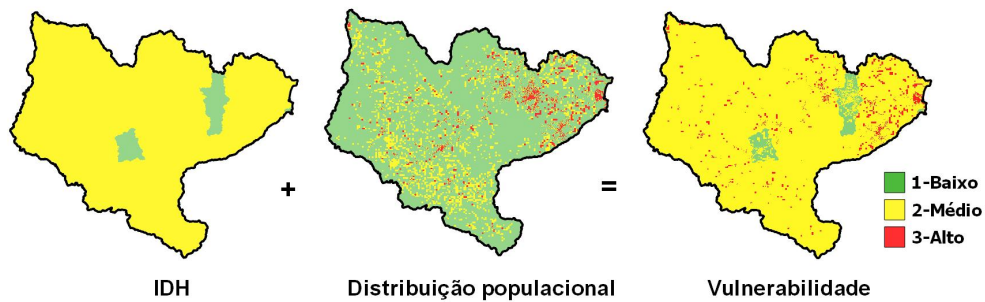 +
=
1-Baixo
2-Médio
3-Alto
IDH
Distribuição populacional
Vulnerabilidade